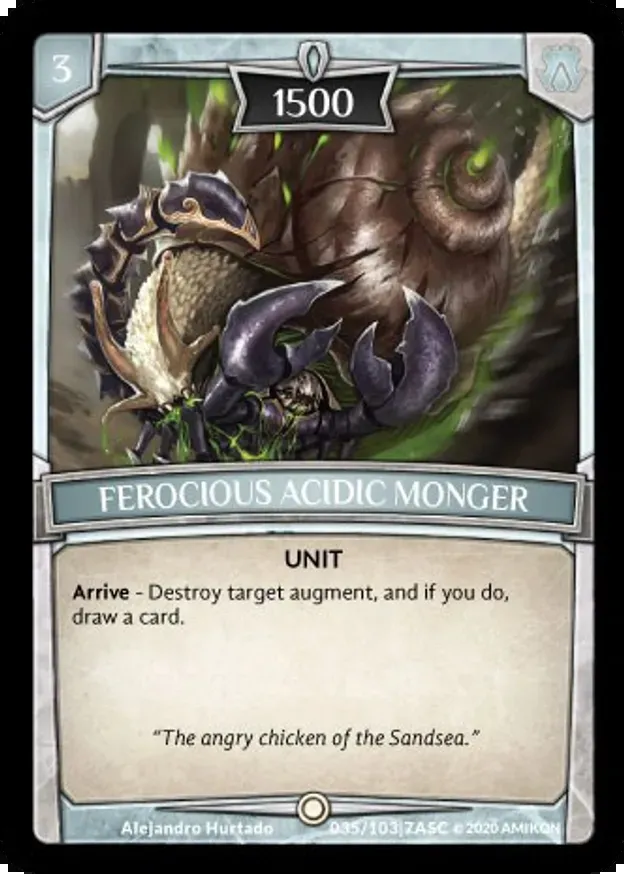 3
1500
FEROCIOUS ACIDIC MONGER
UNIT
Arrive - Destroy target augment, and if you do,
draw a card.
"The angry chicken of the Sandsea."
Alejandro Hurtado 035/103|7ASC © 2020 AMIKON